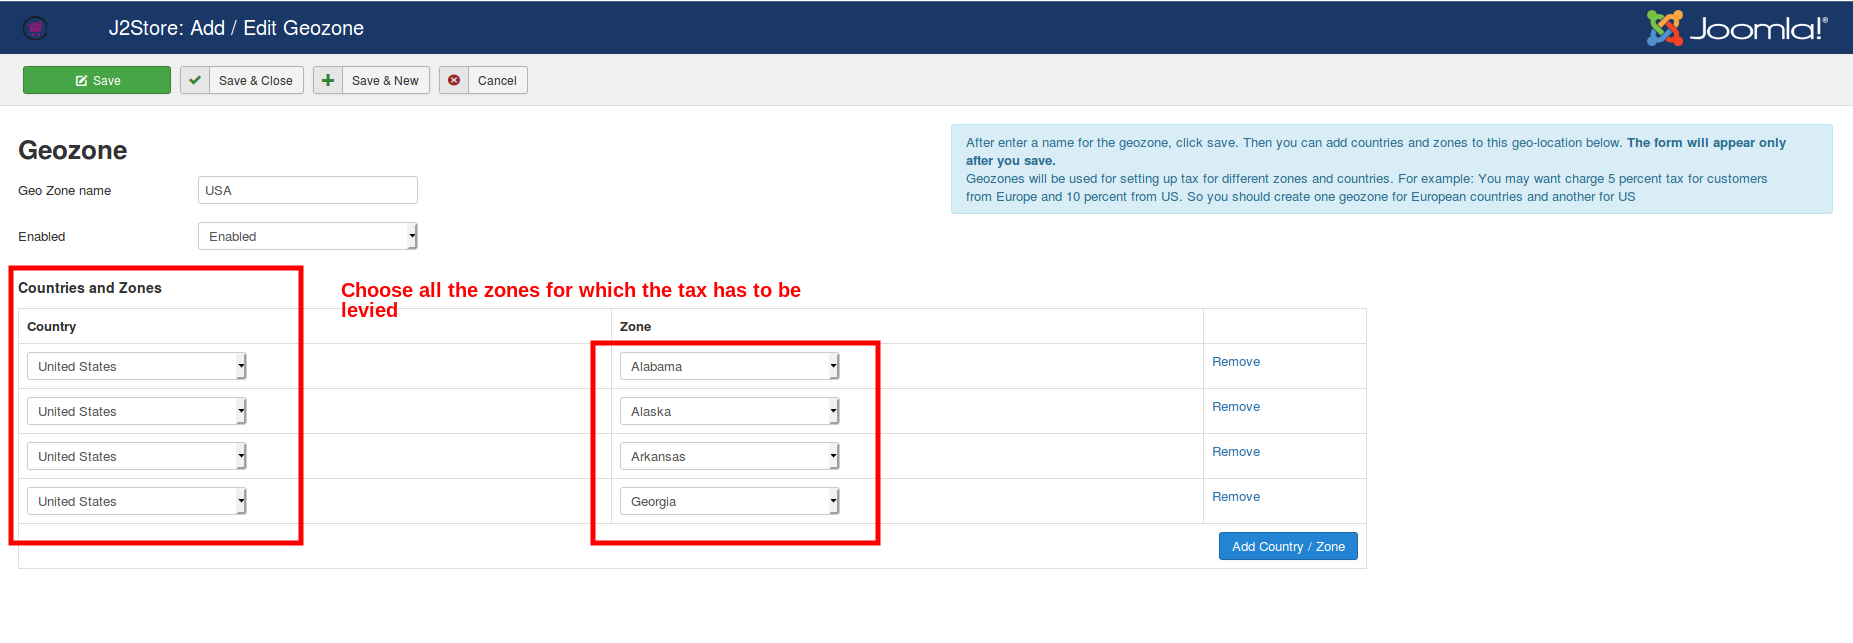 J2Store: Add / Edit Geozone
Joomla!®
Save
Save & Close
Save & New
Cancel
Geozone
After enter a name for the geozone, click save. Then you can add countries and zones to this geo-location below. The form will appear only
after you save.
Geozones will be used for setting up tax for different zones and countries. For example: You may want charge 5 percent tax for customers
from Europe and 10 percent from US. So you should create one geozone for European countries and another for US
Geo Zone name
USA
Enabled
Enabled
Countries and Zones
Choose all the zones for which the tax has to be
levied
Country
Zone
United States
Alabama
Remove
United States
Alaska
Remove
United States
Arkansas
Remove
United States
Georgia
Remove
Add Country / Zone